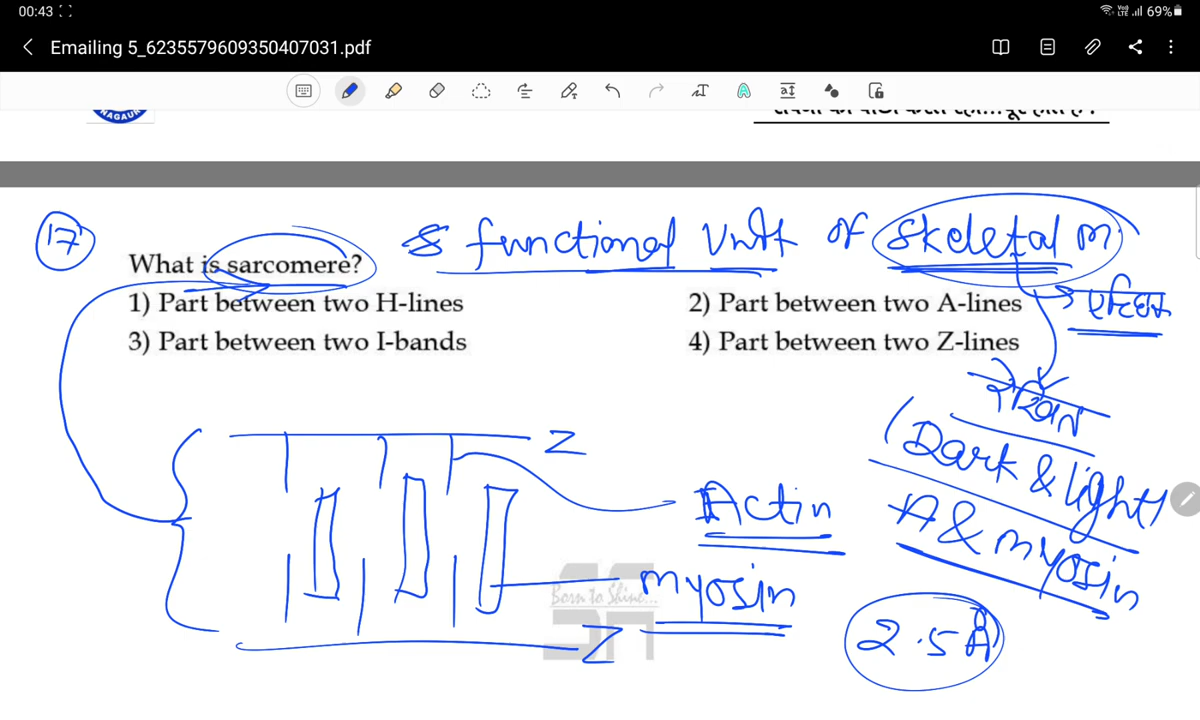 00:43
69%
Emailing 5_6235579609350407031.pdf
NAGAUR
17
& functional Unit of Skeletal m
What is sarcomere?
1) Part between two H-lines
2) Part between two A-lines
3) Part between two I-bands
4) Part between two Z-lines
ऐच्छिक
रेखित
(Dark & light)
A & myosin
Z
Actin
myosin
Born to Shine...
Z
2.5 Å